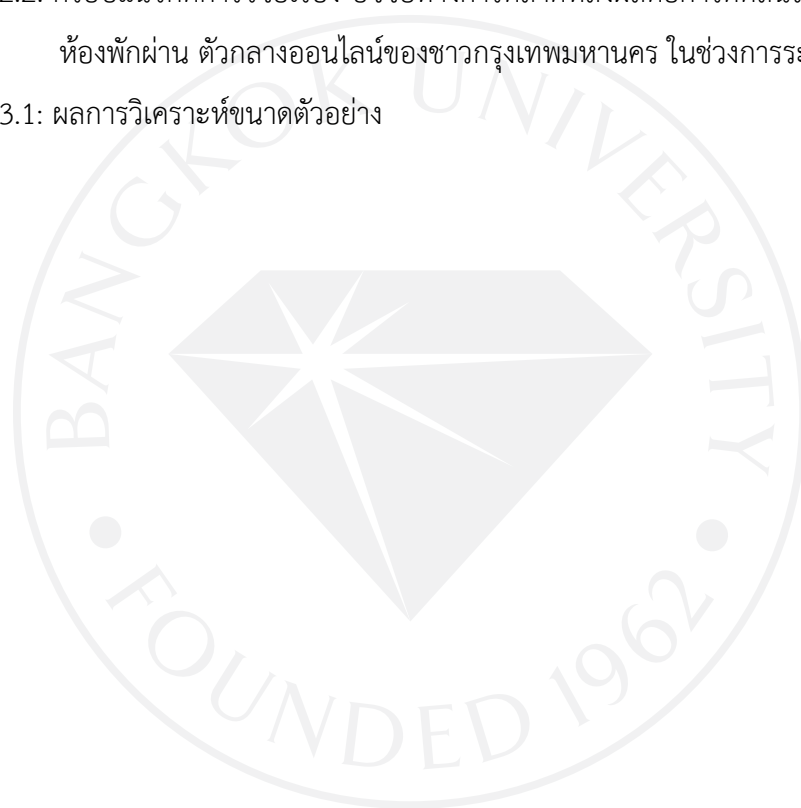 ห้องพักผ่าน ตัวกลางออนไลน์ของชาวกรุงเทพมหานคร ในช่วงการระ
3.1: ผลการวิเคราะห์ขนาดตัวอย่าง
BANGKOK UNIVERSITY
FOUNDED 1962